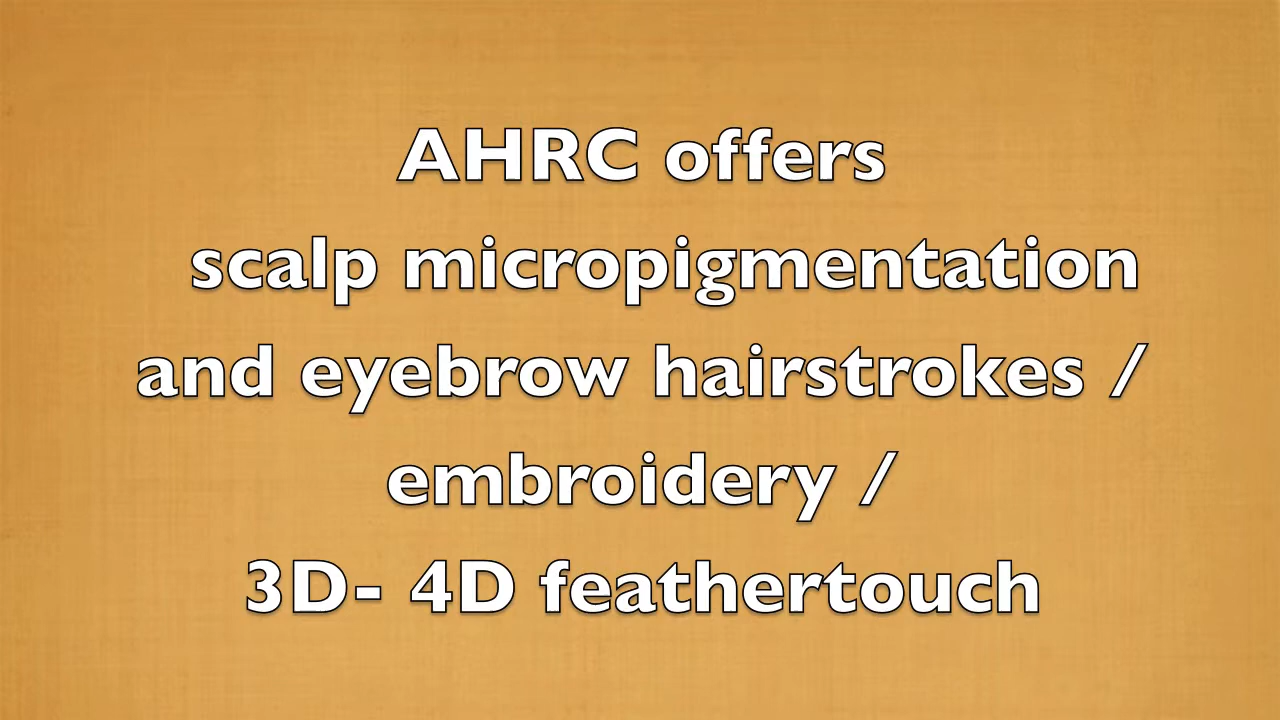 AHRC offers
scalp micropigmentation
and eyebrow hairstrokes /
embroidery /
3D- 4D feathertouch